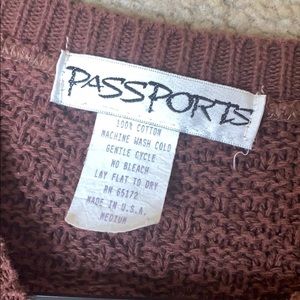 PASSPORTS
100% COTTON
MACHINE WASH COLD
GENTLE CYCLE
NO BLEACH
LAY FLAT TO DRY
RN 65172
MADE IN U.S.A.
MEDIUM